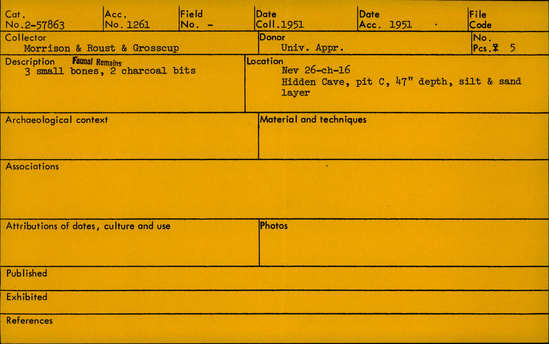 Cat. No.2-57863 Acc. No. 1261 Field No. - Date Coll.1951 Date Acc. 1951 File Code
Collector Donor No. Pcs. 5
Morrison & Roust & Grosscup Univ. Appr.
Description Faunal Remains Location
3 small bones, 2 charcoal bits Nev 26-ch-16
Hidden Cave, pit C, 47" depth, silt & sand
layer
Archaeological context Material and techniques
Associations
Attributions of dates, culture and use Photos
Published
Exhibited
References